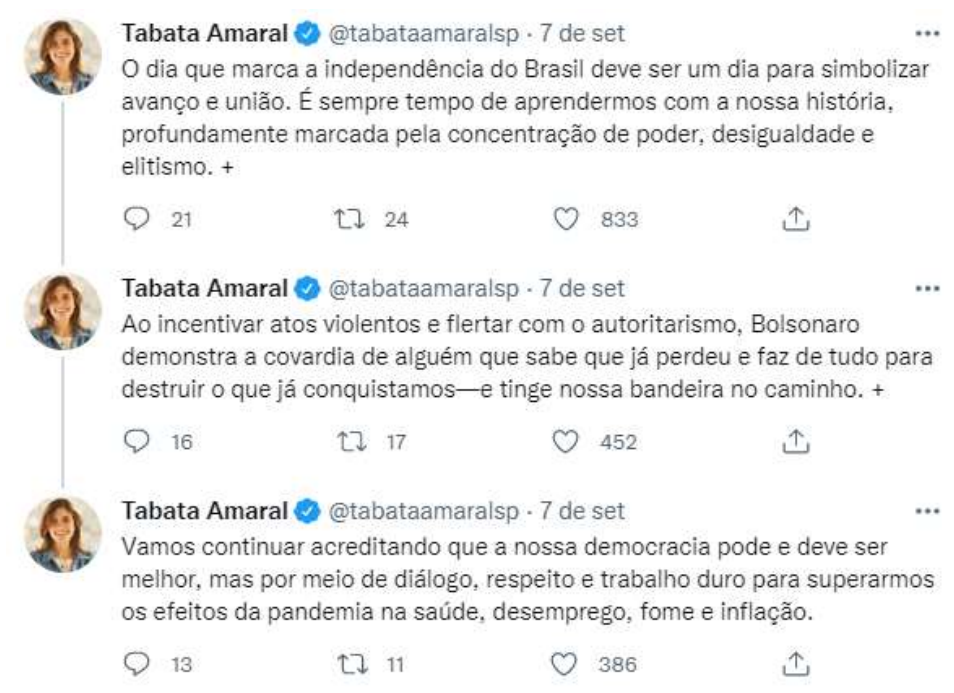 Tabata Amaral @tabataamaralsp · 7 de set
O dia que marca a independência do Brasil deve ser um dia para simbolizar
avanço e união. É sempre tempo de aprendermos com a nossa história,
profundamente marcada pela concentração de poder, desigualdade e
elitismo. +
21 24 833
Tabata Amaral @tabataamaralsp · 7 de set
Ao incentivar atos violentos e flertar com o autoritarismo, Bolsonaro
demonstra a covardia de alguém que sabe que já perdeu e faz de tudo para
destruir o que já conquistamos—e tinge nossa bandeira no caminho. +
16 17 452
Tabata Amaral @tabataamaralsp · 7 de set
Vamos continuar acreditando que a nossa democracia pode e deve ser
melhor, mas por meio de diálogo, respeito e trabalho duro para superarmos
os efeitos da pandemia na saúde, desemprego, fome e inflação.
13 11 386